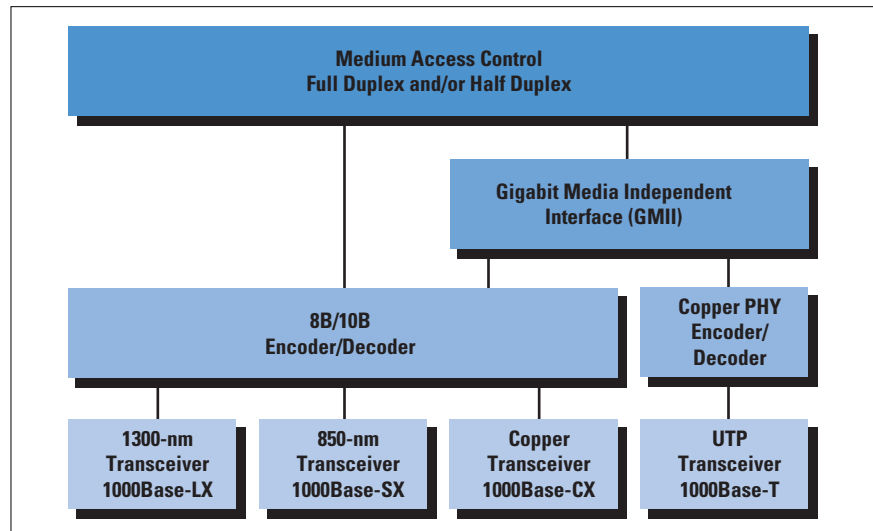 Medium Access Control
Full Duplex and/or Half Duplex
Gigabit Media Independent
Interface (GMII)
8B/10B
Encoder/Decoder
Copper PHY
Encoder/
Decoder
1300-nm
Transceiver
1000Base-LX
850-nm
Transceiver
1000Base-SX
Copper
Transceiver
1000Base-CX
UTP
Transceiver
1000Base-T